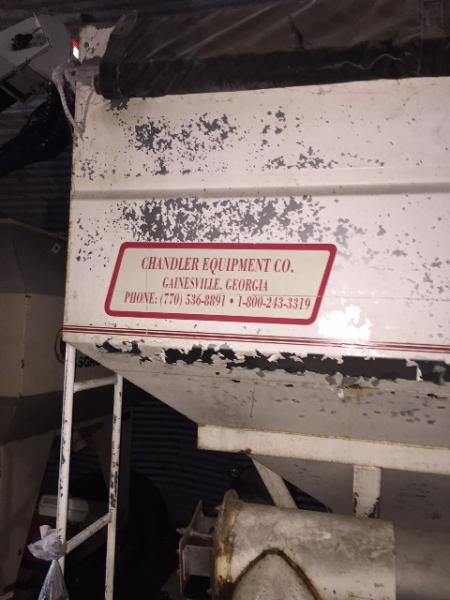 CHANDLER EQUIPMENT CO.
GAINESVILLE, GEORGIA
PHONE: (770) 536-8891 • 1-800-243-3319